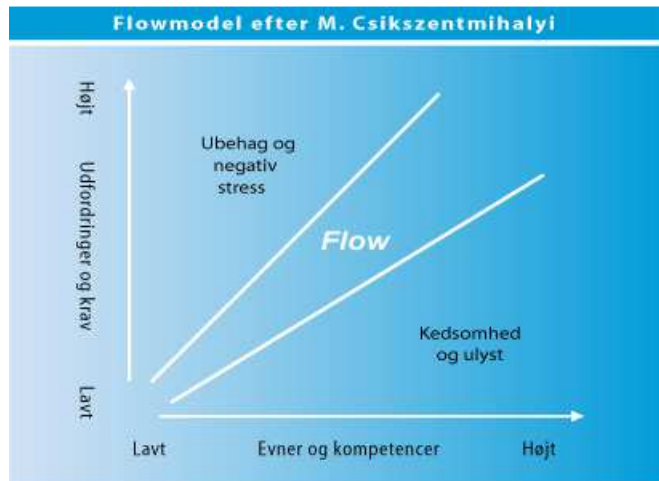 Flowmodel efter M. Csikszentmihalyi
Højt
Udfordringer og krav
Lavt
Ubehag og
negativ
stress
Flow
Kedsomhed
og ulyst
Lavt
Evner og kompetencer
Højt